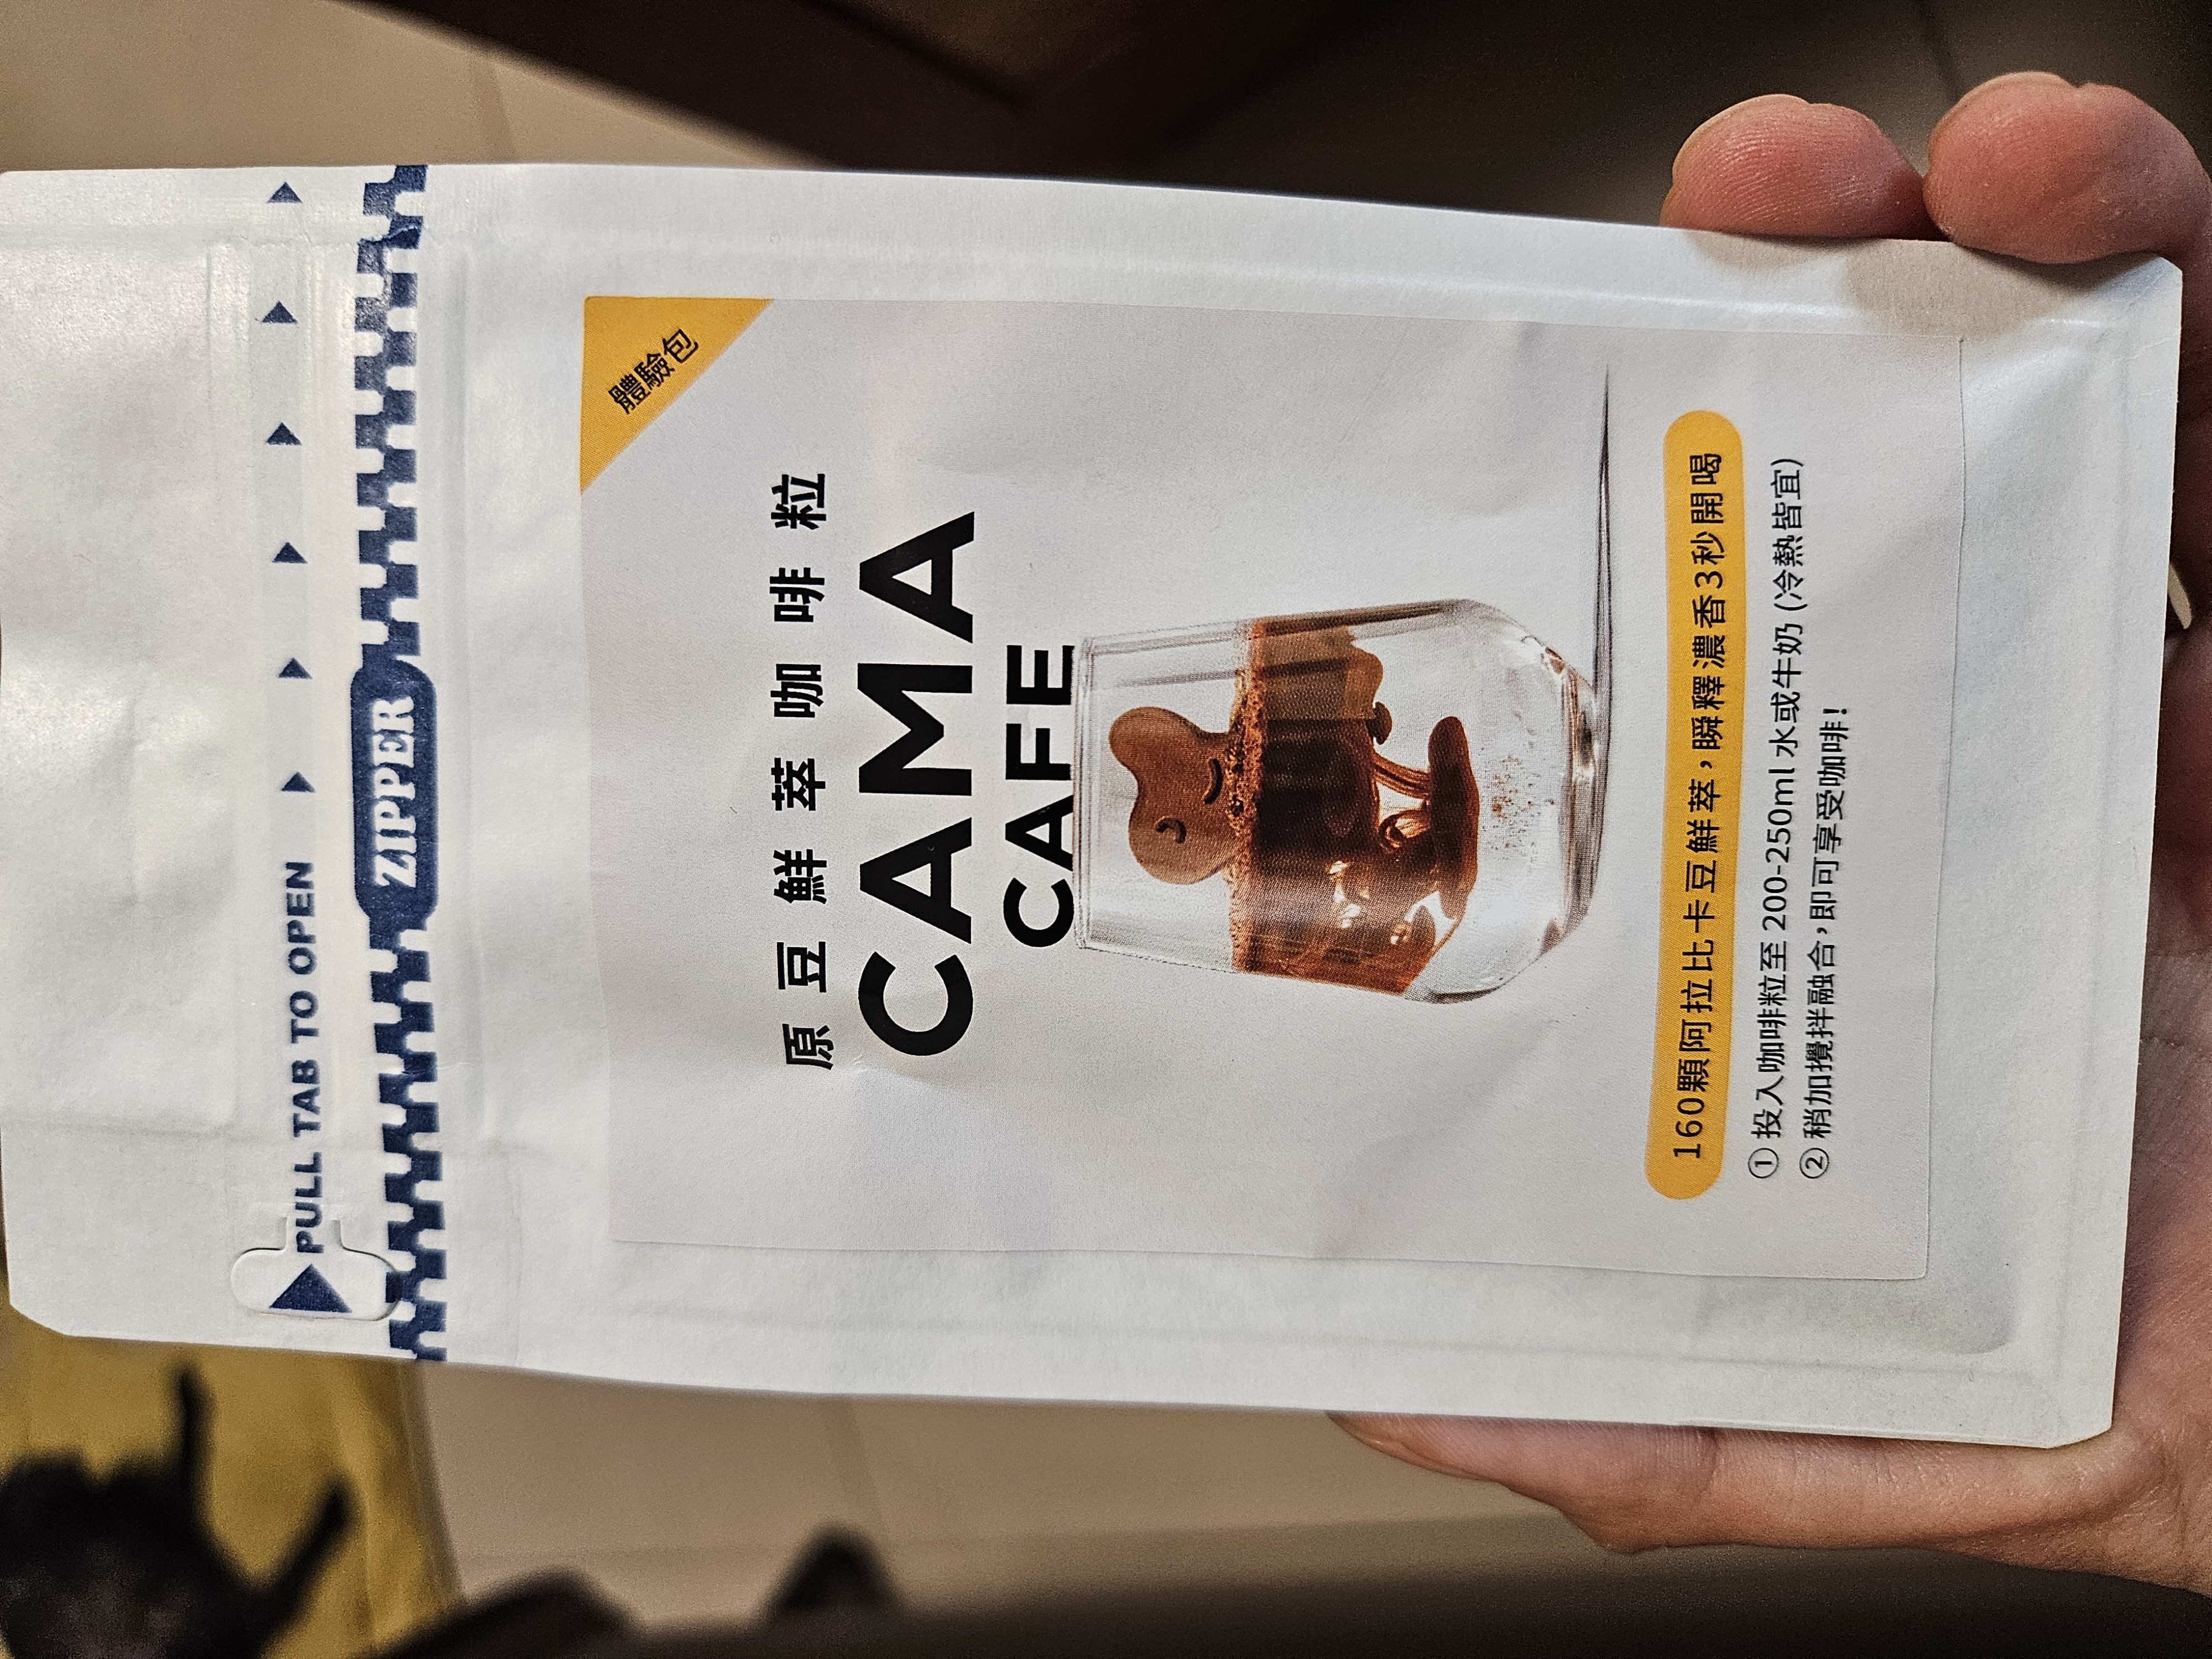 PULL TAB TO OPEN
ZIPPER
體驗包
原豆鮮萃咖啡粒
CAMA
CAFE
160顆阿拉比卡豆鮮萃，瞬釋濃香3秒開喝
① 投入咖啡粒至 200-250ml 水或牛奶 (冷熱皆宜)
② 稍加攪拌融合，即可享受咖啡！